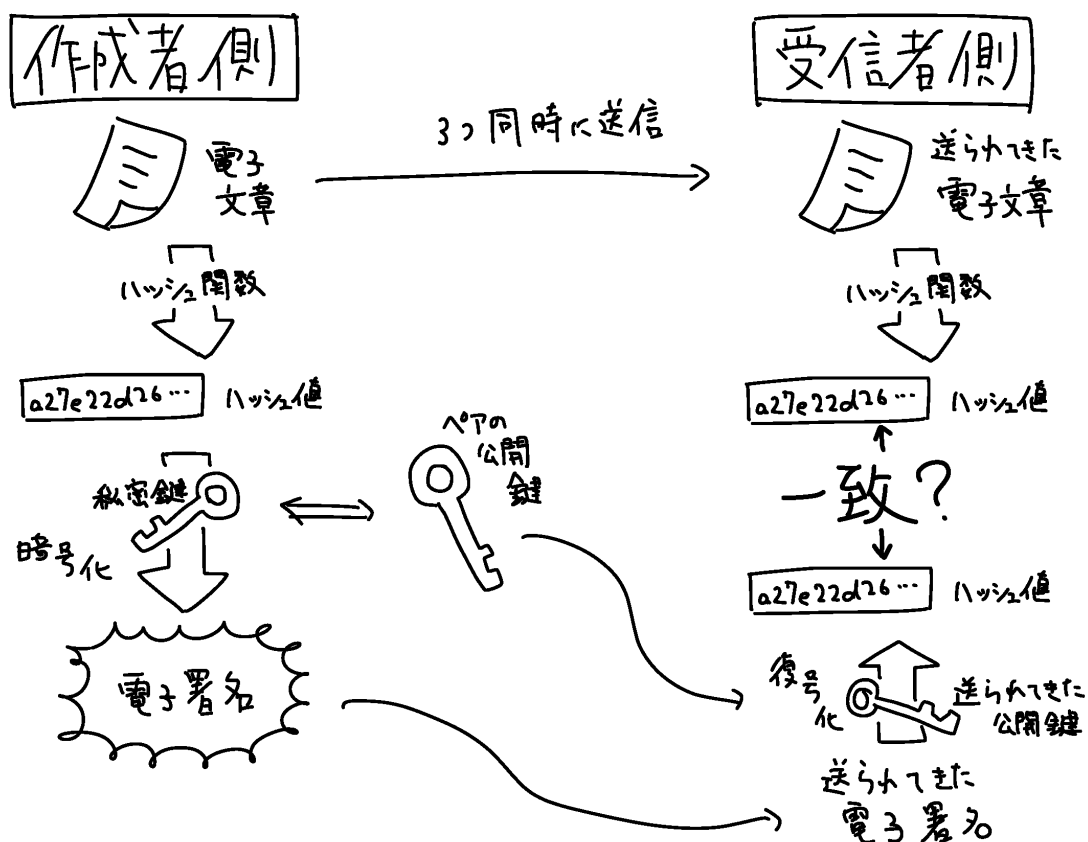 作成者側
電子
文章
ハッシュ関数
a27e22d26…
ハッシュ値
私密鍵
暗号化
電子署名
3つ同時に送信
ペアの
公開
鍵
受信者側
送られてきた
電子文章
ハッシュ関数
a27e22d26…
ハッシュ値
一致?
a27e22d26…
ハッシュ値
復号
化
送られてきた
公開鍵
送られてきた
電子署名